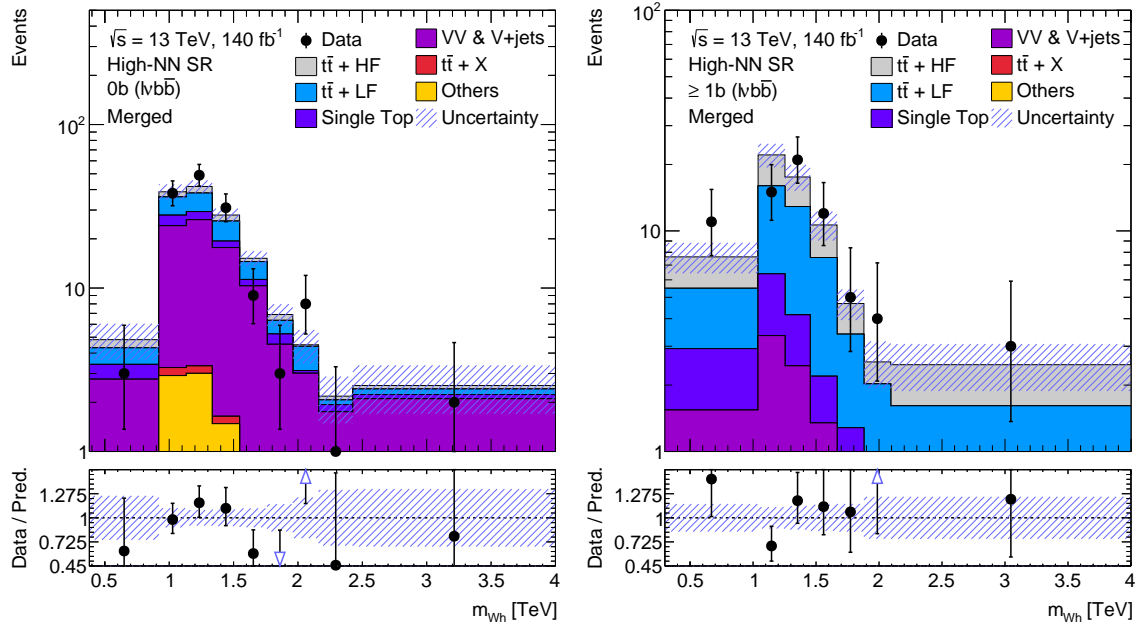 Events
√s = 13 TeV, 140 fb⁻¹
High-NN SR
0b (lνbb̄)
Merged
Data
tt̄ + HF
tt̄ + LF
Single Top
VV & V+jets
tt̄ + X
Others
Uncertainty
10²
10
1
Data / Pred.
1.275
1
0.725
0.45
0.5 1 1.5 2 2.5 3 3.5 4
m_Wh [TeV]
Events
√s = 13 TeV, 140 fb⁻¹
High-NN SR
≥ 1b (lνbb̄)
Merged
Data
tt̄ + HF
tt̄ + LF
Single Top
VV & V+jets
tt̄ + X
Others
Uncertainty
10²
10
1
Data / Pred.
1.275
1
0.725
0.45
0.5 1 1.5 2 2.5 3 3.5 4
m_Wh [TeV]